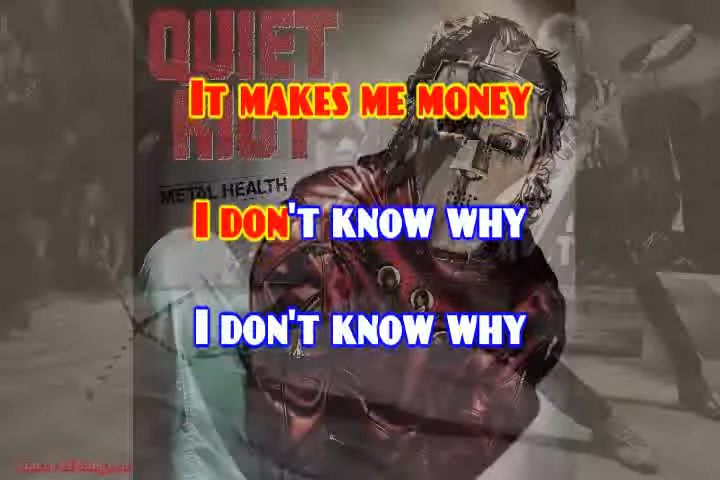 QUIET
IT MAKES ME MONEY
RIOT
METAL HEALTH
I DON'T KNOW WHY
I DON'T KNOW WHY